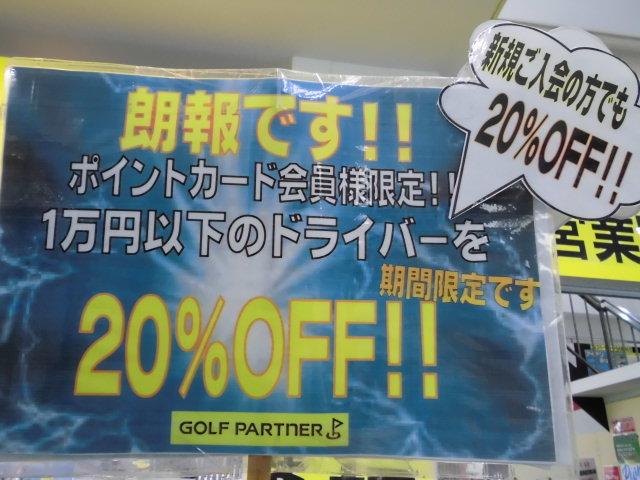 新規ご入会の方でも
20%OFF!!
朗報です!!
ポイントカード会員様限定!!
1万円以下のドライバーを
期間限定です
20%OFF!!
GOLF PARTNER
営業